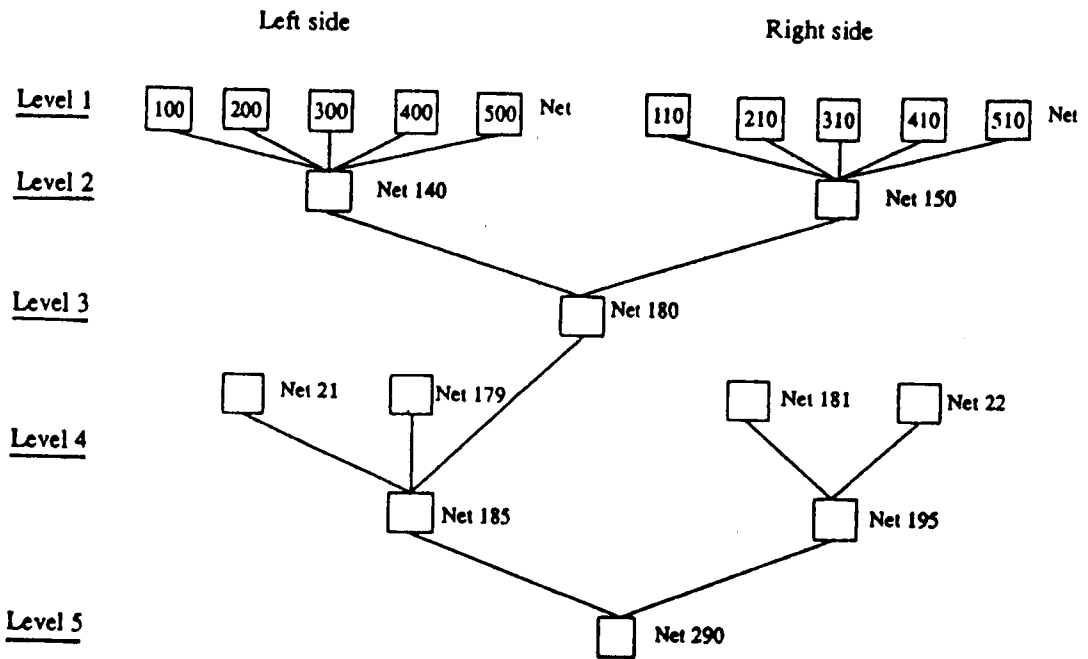 Left side Right side
Level 1 100 200 300 400 500 Net 110 210 310 410 510 Net
Level 2 Net 140 Net 150
Level 3 Net 180
Net 21 Net 179 Net 181 Net 22
Level 4
Net 185 Net 195
Level 5 Net 290